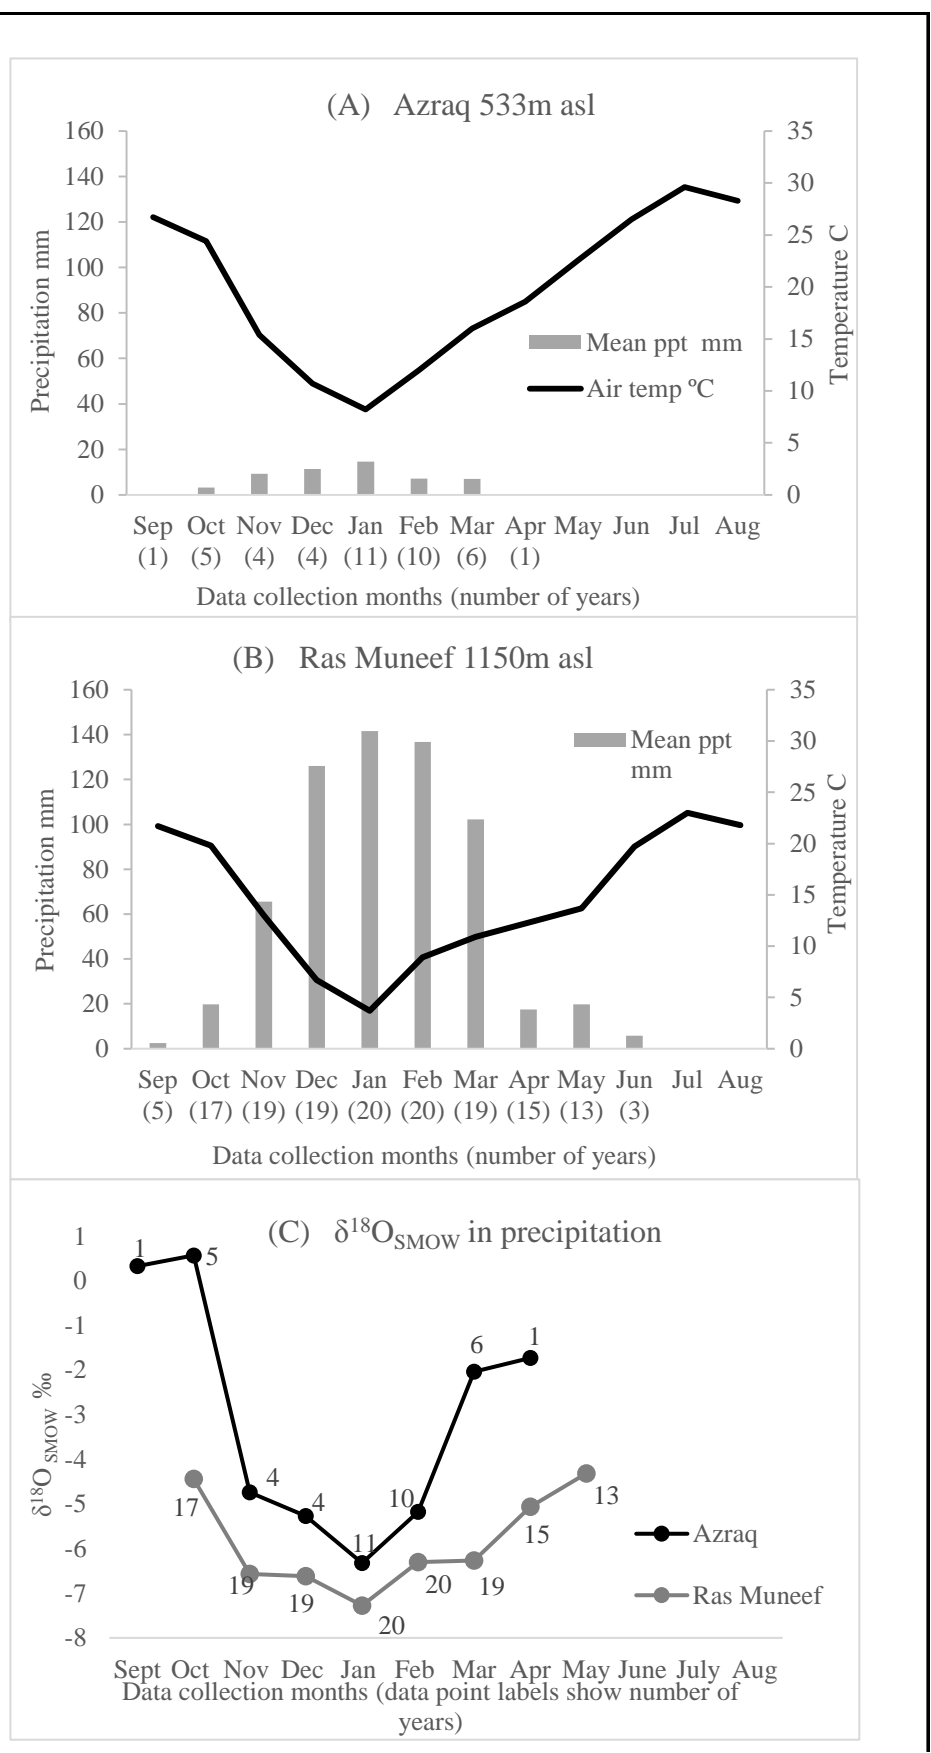 (A) Azraq 533m asl
160
140
120
100
80
60
40
20
0
Precipitation mm
35
30
25
20
15
10
5
0
Temperature C
Mean ppt mm
Air temp ºC
Sep Oct Nov Dec Jan Feb Mar Apr May Jun Jul Aug
(1) (5) (4) (4) (11) (10) (6) (1)
Data collection months (number of years)
(B) Ras Muneef 1150m asl
160
140
120
100
80
60
40
20
0
Precipitation mm
35
30
25
20
15
10
5
0
Temperature C
Mean ppt
mm
Sep Oct Nov Dec Jan Feb Mar Apr May Jun Jul Aug
(5) (17) (19) (19) (20) (20) (19) (15) (13) (3)
Data collection months (number of years)
(C) δ¹⁸O_SMOW in precipitation
1
0
-1
-2
-3
-4
-5
-6
-7
-8
δ¹⁸O_SMOW ‰
1
5
4
4
11
10
6
1
17
19
19
20
20
19
15
13
Azraq
Ras Muneef
Sept Oct Nov Dec Jan Feb Mar Apr May June July Aug
Data collection months (data point labels show number of
years)